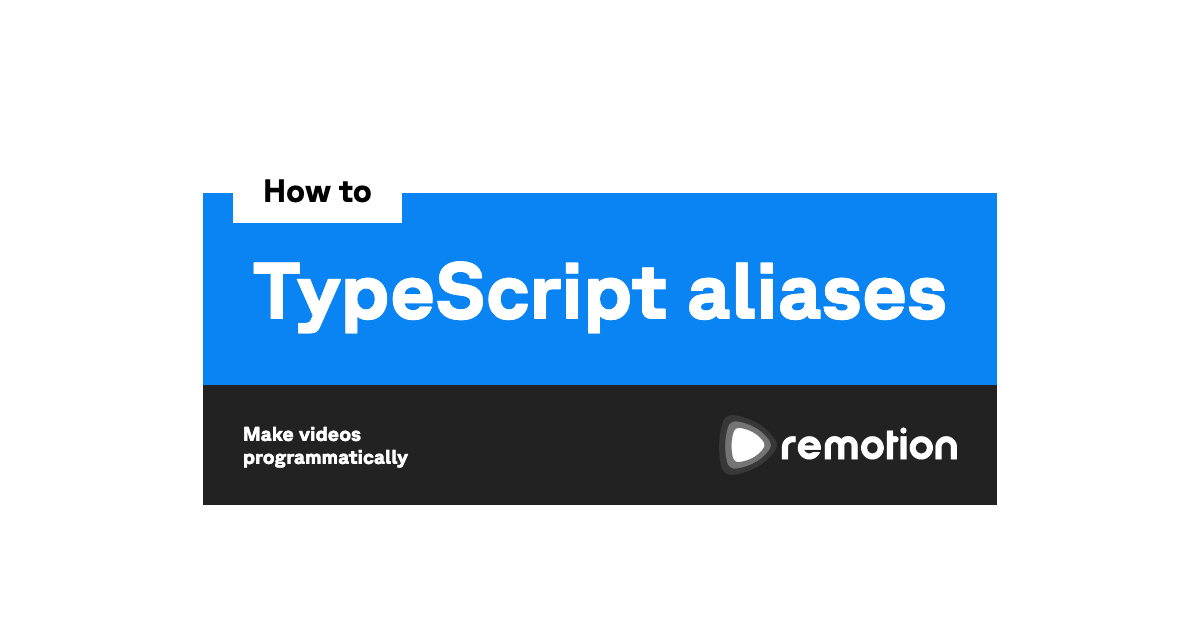 How to
TypeScript aliases
Make videos
programmatically
remotion